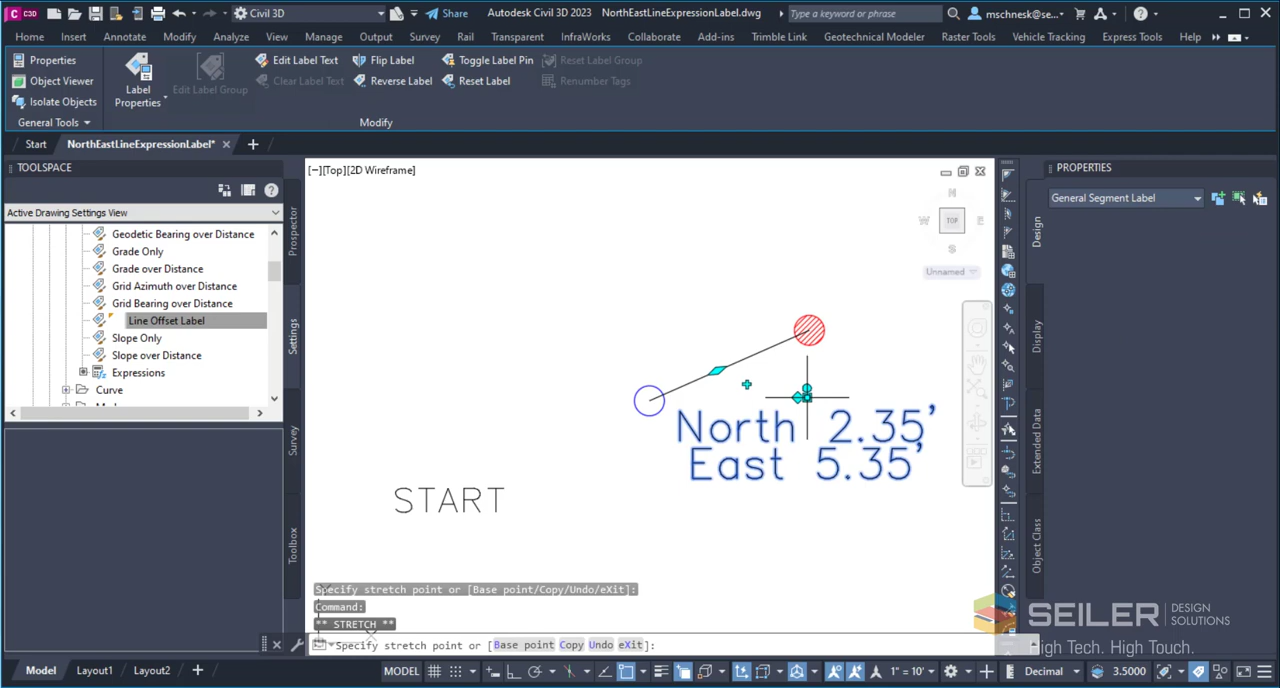 C3D
Civil 3D
Share
Autodesk Civil 3D 2023
NorthEastLineExpressionLabel.dwg
Type a keyword or phrase
mschnesk@se...
Home
Insert
Annotate
Modify
Analyze
View
Manage
Output
Survey
Rail
Transparent
InfraWorks
Collaborate
Add-ins
Trimble Link
Geotechnical Modeler
Raster Tools
Vehicle Tracking
Express Tools
Help
Properties
Object Viewer
Isolate Objects
General Tools
Label
Properties
Edit Label Group
Edit Label Text
Clear Label Text
Flip Label
Reverse Label
Toggle Label Pin
Reset Label
Reset Label Group
Renumber Tags
Modify
Start
NorthEastLineExpressionLabel*
TOOLSPACE
Active Drawing Settings View
Geodetic Bearing over Distance
Grade Only
Grade over Distance
Grid Azimuth over Distance
Grid Bearing over Distance
Line Offset Label
Slope Only
Slope over Distance
Expressions
Curve
Prospector
Settings
Survey
Toolbox
[−][Top][2D Wireframe]
N
W
TOP
E
S
Unnamed
North 2.35'
East 5.35'
START
PROPERTIES
General Segment Label
Design
Display
Extended Data
Object Class
Specify stretch point or [Base point/Copy/Undo/eXit]:
Command:
** STRETCH **
Specify stretch point or [Base point Copy Undo eXit]:
SEILER DESIGN SOLUTIONS
High Tech. High Touch.
Model
Layout1
Layout2
MODEL
1" = 10'
Decimal
3.5000